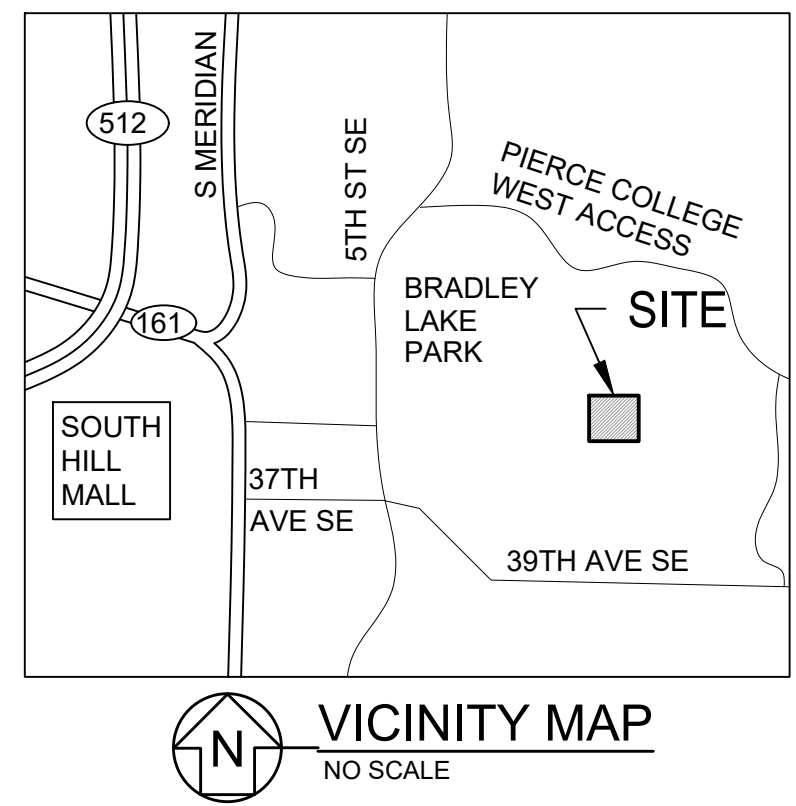 512
S MERIDIAN
5TH ST SE
PIERCE COLLEGE
WEST ACCESS
BRADLEY
LAKE
PARK
SITE
161
SOUTH
HILL
MALL
37TH
AVE SE
39TH AVE SE
N
VICINITY MAP
NO SCALE